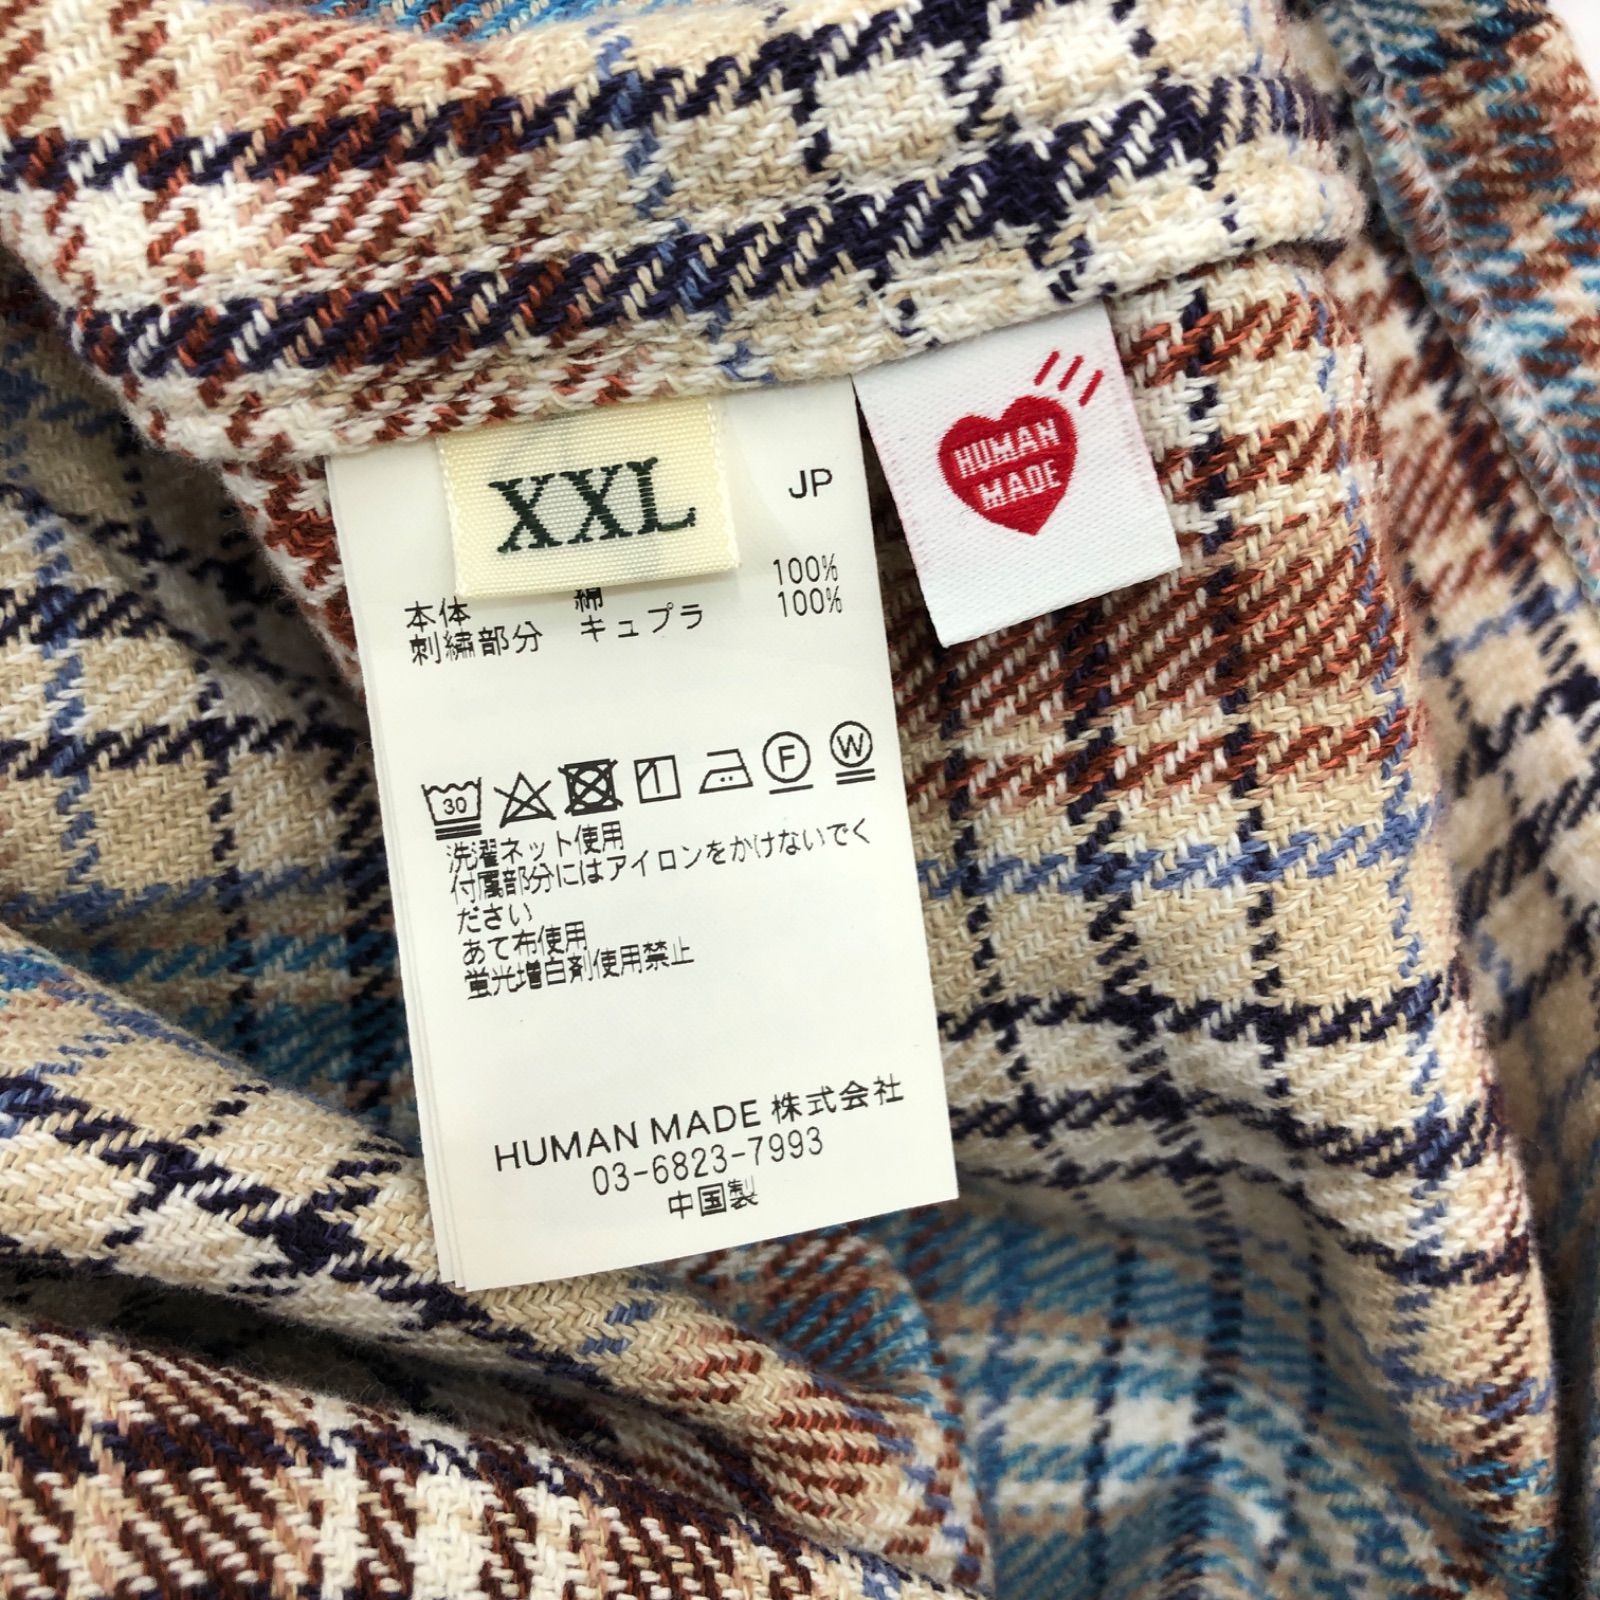 XXL
JP
HUMAN
MADE
本体 綿 100%
刺繍部分 キュプラ 100%
30
F
W
洗濯ネット使用
付属部分にはアイロンをかけないでく
ださい
あて布使用
蛍光増白剤使用禁止
HUMAN MADE 株式会社
03-6823-7993
中国製